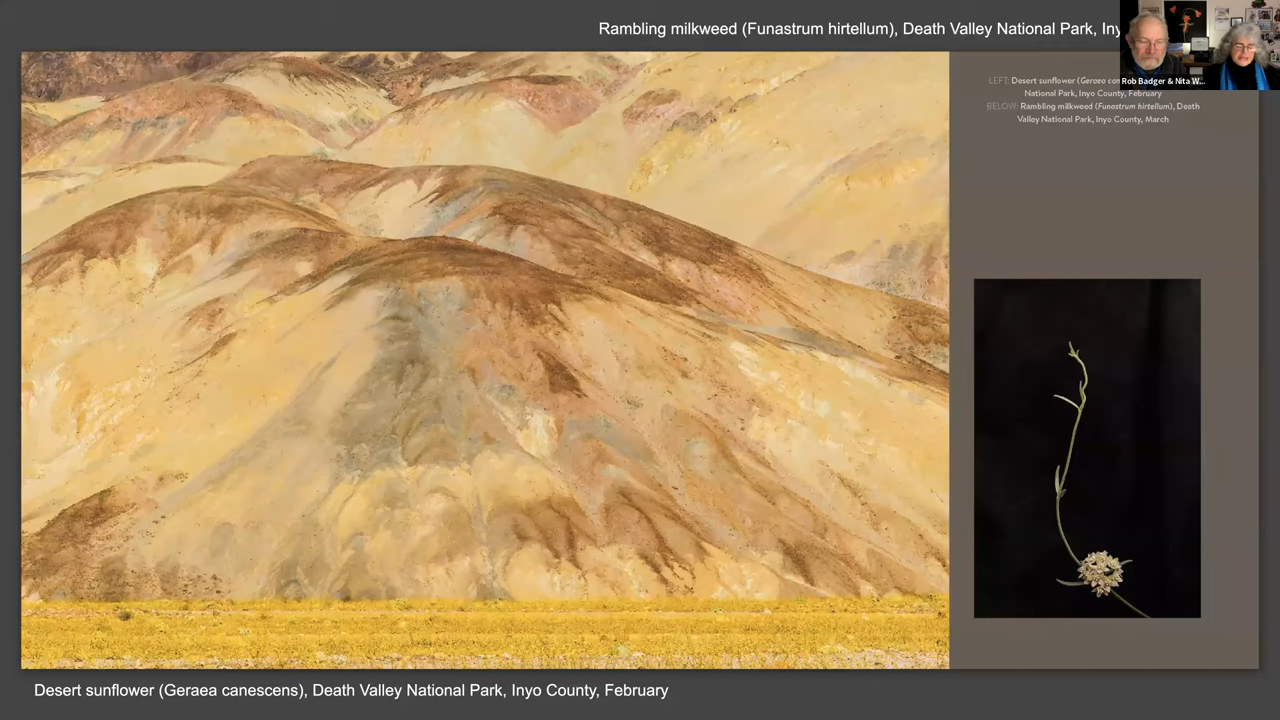 Rambling milkweed (Funastrum hirtellum), Death Valley National Park, Iny
Rob Badger & Nita W...
LEFT: Desert sunflower (Geraea can
National Park, Inyo County, February
BELOW: Rambling milkweed (Funastrum hirtellum), Death
Valley National Park, Inyo County, March
Desert sunflower (Geraea canescens), Death Valley National Park, Inyo County, February